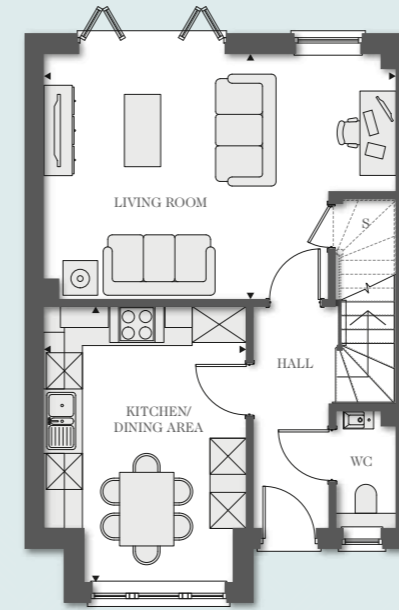 LIVING ROOM
S
HALL
KITCHEN/
DINING AREA
WC